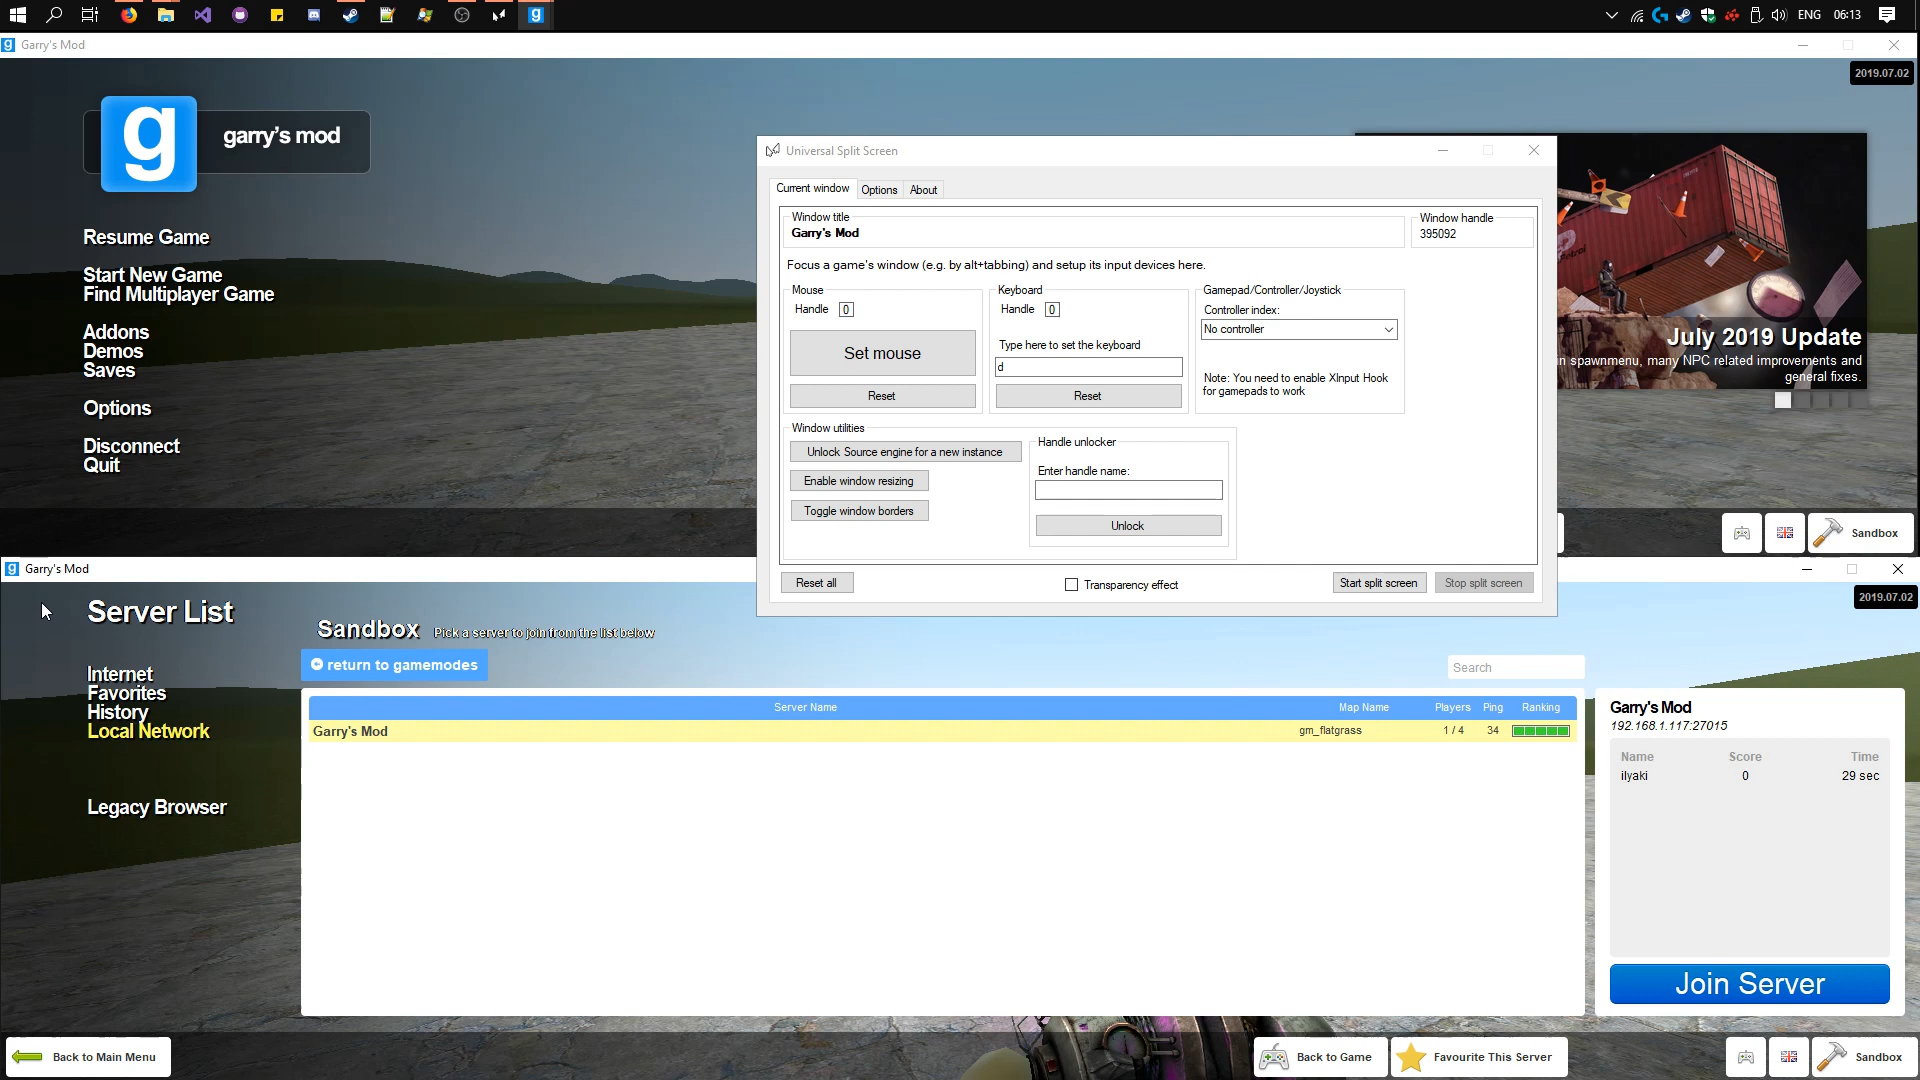 ENG
06:13
g Garry's Mod
2019.07.02
g
garry's mod
Resume Game
Start New Game
Find Multiplayer Game
Addons
Demos
Saves
Options
Disconnect
Quit
Universal Split Screen
Current window
Options
About
Window title
Garry's Mod
Window handle
395092
Focus a game's window (e.g. by alt+tabbing) and setup its input devices here.
Mouse
Handle 0
Set mouse
Reset
Keyboard
Handle 0
Type here to set the keyboard
d
Reset
Gamepad/Controller/Joystick
Controller index:
No controller
Note: You need to enable XInput Hook
for gamepads to work
Window utilities
Unlock Source engine for a new instance
Enable window resizing
Toggle window borders
Handle unlocker
Enter handle name:
Unlock
Reset all
Transparency effect
Start split screen
Stop split screen
July 2019 Update
in spawnmenu, many NPC related improvements and
general fixes.
Sandbox
g Garry's Mod
2019.07.02
Server List
Internet
Favorites
History
Local Network
Legacy Browser
Sandbox Pick a server to join from the list below
return to gamemodes
Search
Server Name Map Name Players Ping Ranking
Garry's Mod gm_flatgrass 1 / 4 34
Garry's Mod
192.168.1.117:27015
Name Score Time
ilyaki 0 29 sec
Join Server
Back to Main Menu
Back to Game
Favourite This Server
Sandbox